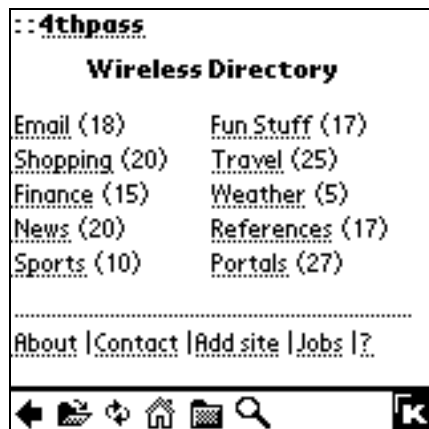 ::4thpass
Wireless Directory
Email (18) Fun Stuff (17)
Shopping (20) Travel (25)
Finance (15) Weather (5)
News (20) References (17)
Sports (10) Portals (27)
About |Contact |Add site |Jobs |?
K